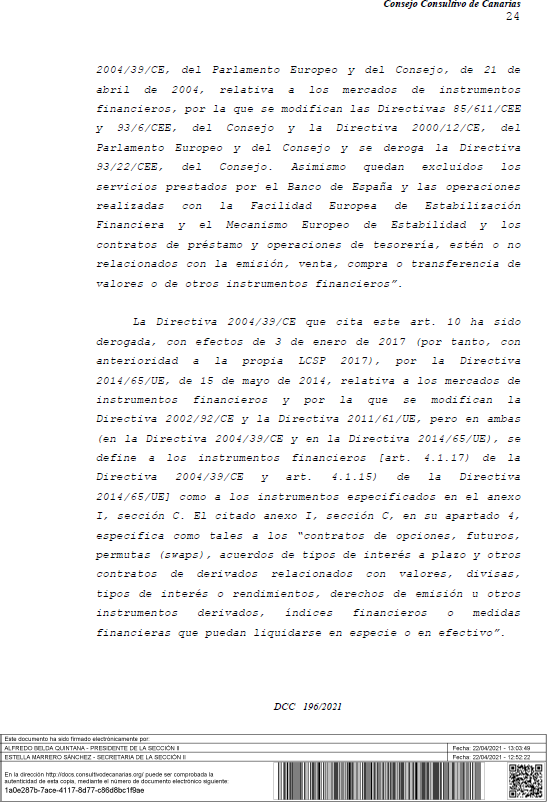 Consejo Consultivo de Canarias
24
2004/39/CE, del Parlamento Europeo y del Consejo, de 21 de
abril de 2004, relativa a los mercados de instrumentos
financieros, por la que se modifican las Directivas 85/611/CEE
y 93/6/CEE, del Consejo y la Directiva 2000/12/CE, del
Parlamento Europeo y del Consejo y se deroga la Directiva
93/22/CEE, del Consejo. Asimismo quedan excluidos los
servicios prestados por el Banco de España y las operaciones
realizadas con la Facilidad Europea de Estabilización
Financiera y el Mecanismo Europeo de Estabilidad y los
contratos de préstamo y operaciones de tesorería, estén o no
relacionados con la emisión, venta, compra o transferencia de
valores o de otros instrumentos financieros”.
La Directiva 2004/39/CE que cita este art. 10 ha sido
derogada, con efectos de 3 de enero de 2017 (por tanto, con
anterioridad a la propia LCSP 2017), por la Directiva
2014/65/UE, de 15 de mayo de 2014, relativa a los mercados de
instrumentos financieros y por la que se modifican la
Directiva 2002/92/CE y la Directiva 2011/61/UE, pero en ambas
(en la Directiva 2004/39/CE y en la Directiva 2014/65/UE), se
define a los instrumentos financieros [art. 4.1.17) de la
Directiva 2004/39/CE y art. 4.1.15) de la Directiva
2014/65/UE] como a los instrumentos especificados en el anexo
I, sección C. El citado anexo I, sección C, en su apartado 4,
especifica como tales a los “contratos de opciones, futuros,
permutas (swaps), acuerdos de tipos de interés a plazo y otros
contratos de derivados relacionados con valores, divisas,
tipos de interés o rendimientos, derechos de emisión u otros
instrumentos derivados, índices financieros o medidas
financieras que puedan liquidarse en especie o en efectivo”.
DCC 196/2021
Este documento ha sido firmado electrónicamente por:
ALFREDO BELDA QUINTANA - PRESIDENTE DE LA SECCIÓN II Fecha: 22/04/2021 - 13:03:49
ESTELLA MARRERO SÁNCHEZ - SECRETARIA DE LA SECCIÓN II Fecha: 22/04/2021 - 12:52:22
En la dirección http://docs.consultivodecanarias.org/ puede ser comprobada la
autenticidad de esta copia, mediante el número de documento electrónico siguiente:
1a0e287b-7ace-4117-8d77-c86d8bc1f9ae